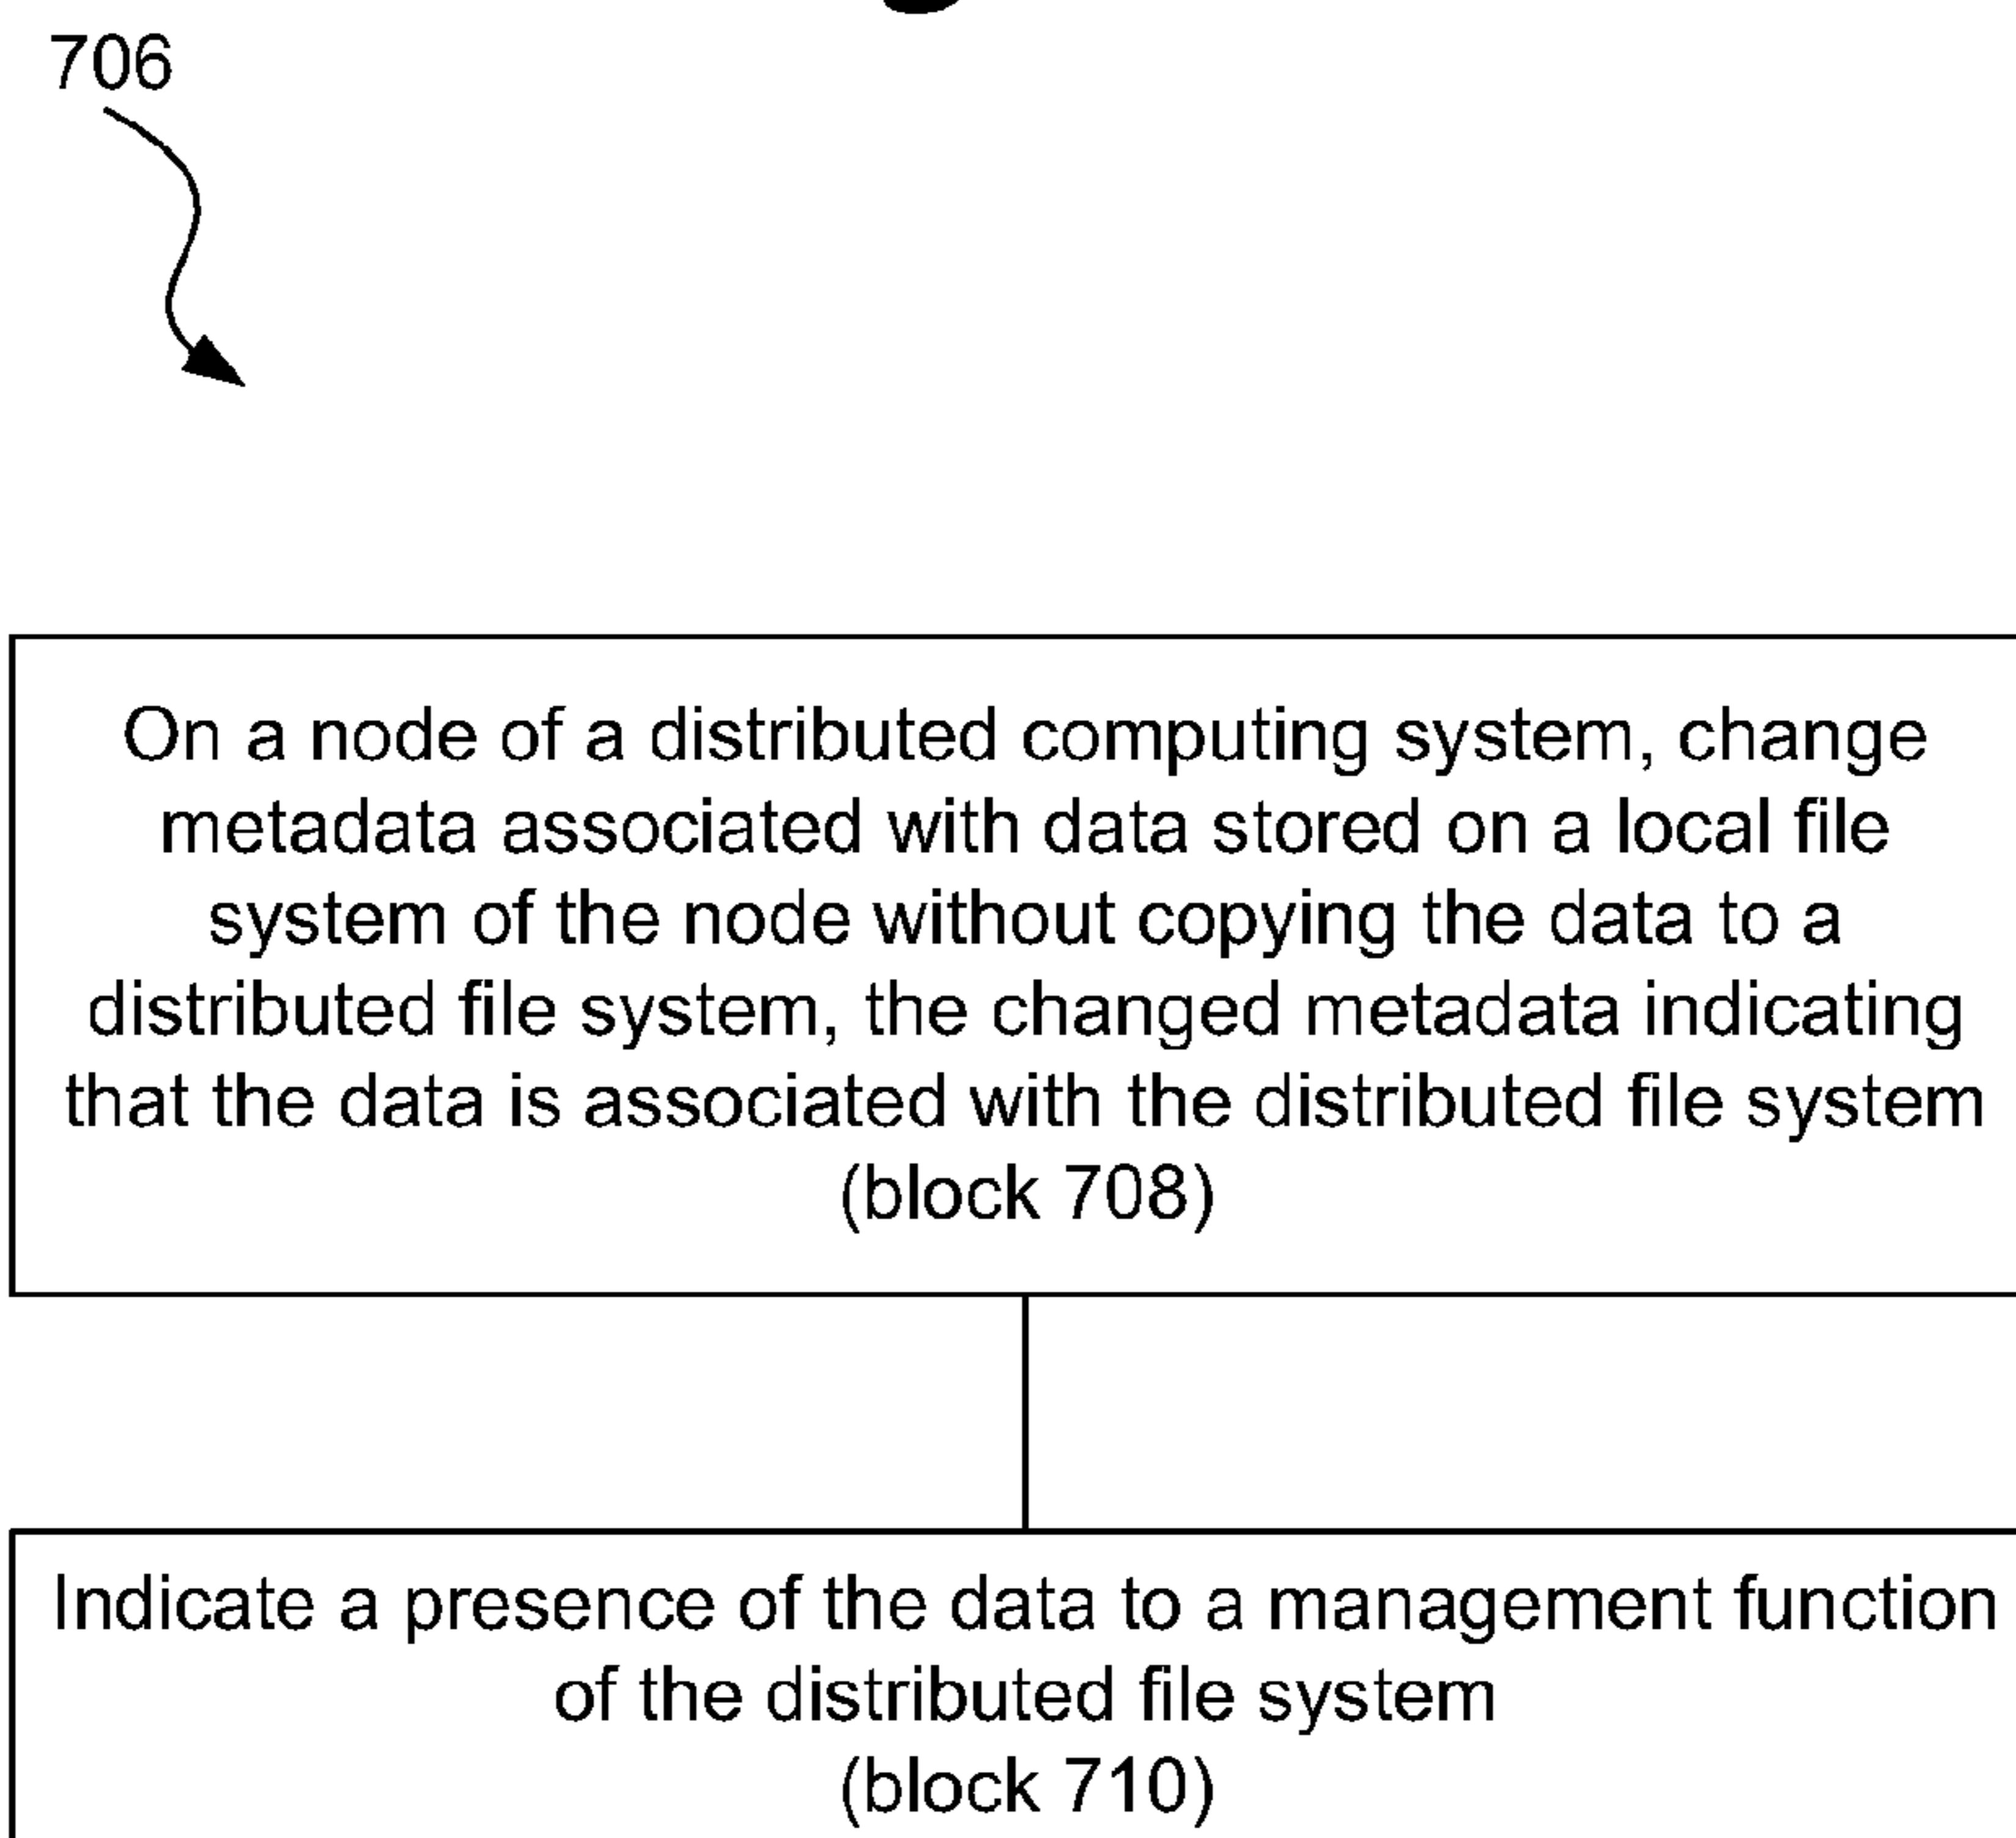 706
On a node of a distributed computing system, change
metadata associated with data stored on a local file
system of the node without copying the data to a
distributed file system, the changed metadata indicating
that the data is associated with the distributed file system
(block 708)
Indicate a presence of the data to a management function
of the distributed file system
(block 710)